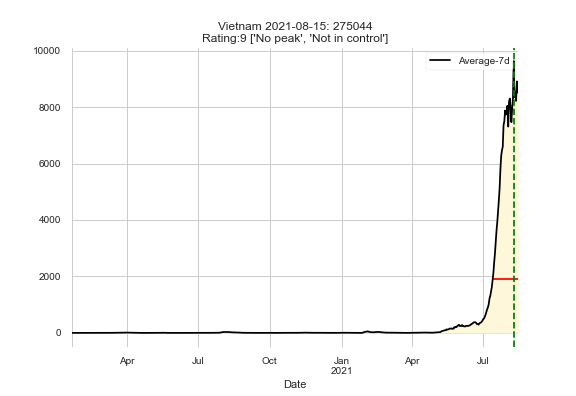 Vietnam 2021-08-15: 275044
Rating:9 ['No peak', 'Not in control']
Average-7d
10000
8000
6000
4000
2000
0
Apr
Jul
Oct
Jan
2021
Apr
Jul
Date